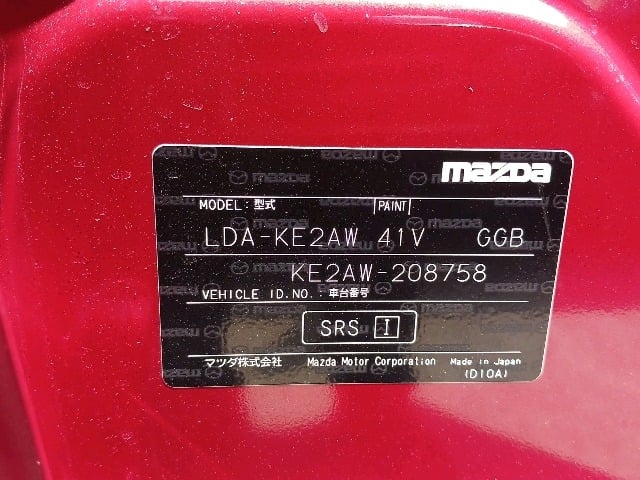 mazda
MODEL:型式 PAINT
LDA-KE2AW 41V GGB
KE2AW-208758
VEHICLE ID.NO.:車台番号
SRS I
マツダ株式会社 Mazda Motor Corporation Made in Japan
(D10A)